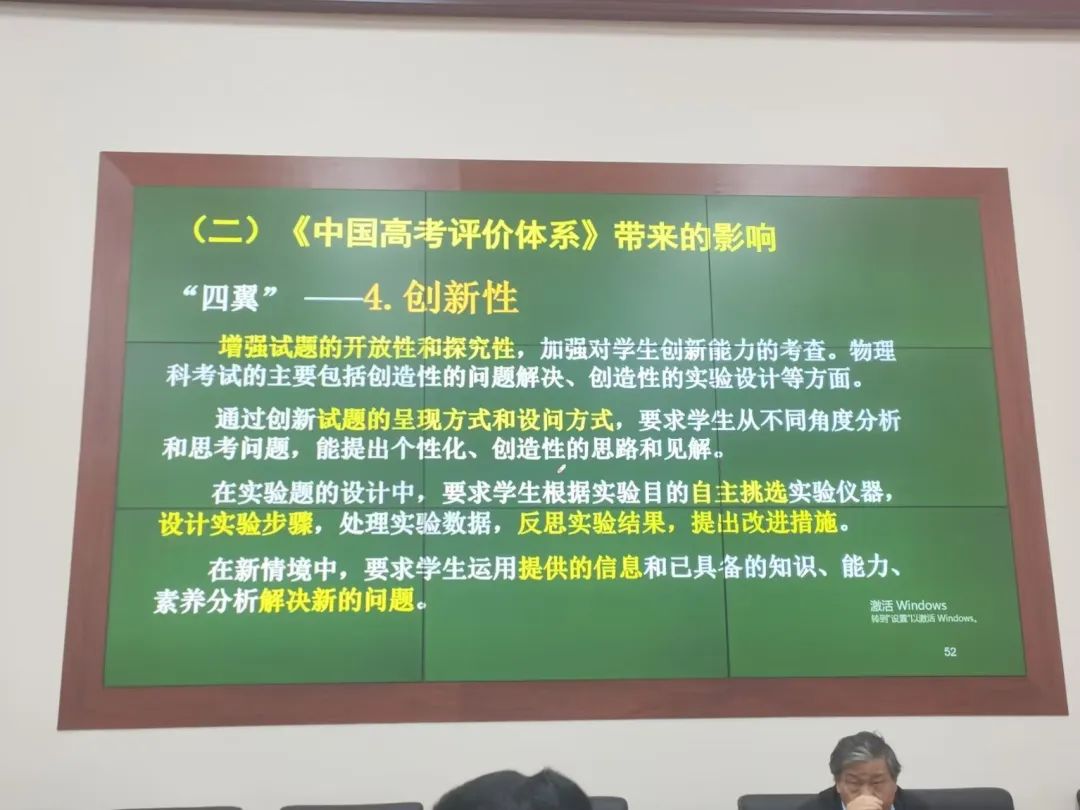 （二）《中国高考评价体系》带来的影响
“四翼” ——4. 创新性
增强试题的开放性和探究性，加强对学生创新能力的考查。物理
科考试的主要包括创造性的问题解决、创造性的实验设计等方面。
通过创新试题的呈现方式和设问方式，要求学生从不同角度分析
和思考问题，能提出个性化、创造性的思路和见解。
在实验题的设计中，要求学生根据实验目的自主挑选实验仪器，
设计实验步骤，处理实验数据，反思实验结果，提出改进措施。
在新情境中，要求学生运用提供的信息和已具备的知识、能力、
素养分析解决新的问题。
激活 Windows
转到“设置”以激活 Windows。
52